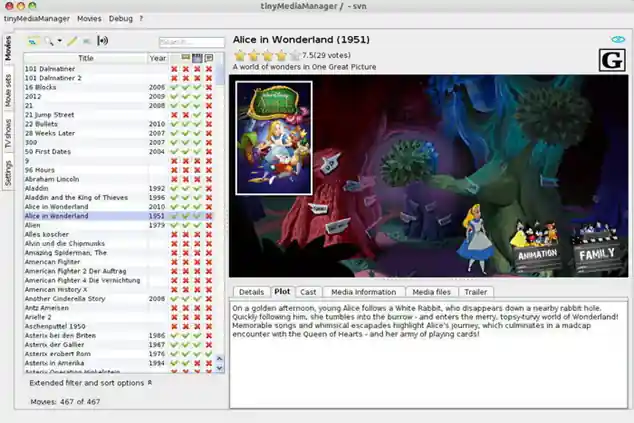 tinyMediaManager / - svn
tinyMediaManager Movies Debug ?
Movies
Movie sets
TV shows
Settings
Search...
Title Year
101 Dalmatiner
101 Dalmatiner 2
16 Blocks 2006
2012 2009
21 2008
21 Jump Street
22 Bullets 2010
28 Weeks Later 2007
300 2007
50 First Dates 2004
9
96 Hours
Abraham Lincoln
Aladdin 1992
Aladdin and the King of Thieves 1996
Alice in Wonderland 2010
Alice in Wonderland 1951
Alien 1979
Alles koscher
Alvin und die Chipmunks
Amazing Spiderman, The
American Fighter
American Fighter 2 Der Auftrag
American Fighter 4 Die Vernichtung
American History X
Another Cinderella Story 2008
Antz Ameisen
Arielle 2
Aschenputtel 1950
Asterix bei den Briten 1986
Asterix der Gallier 1967
Asterix erobert Rom 1976
Asterix in Amerika 1994
Asterix Operation Hinkelstein
Extended filter and sort options
Movies: 467 of 467
Alice in Wonderland (1951)
7.5(29 votes)
A world of wonders in One Great Picture
G
Walt Disney
Alice
ANIMATION
FAMILY
Details Plot Cast Media Information Media files Trailer
On a golden afternoon, young Alice follows a White Rabbit, who disappears down a nearby rabbit hole.
Quickly following him, she tumbles into the burrow - and enters the merry, topsy-turvy world of Wonderland!
Memorable songs and whimsical escapades highlight Alice's journey, which culminates in a madcap
encounter with the Queen of Hearts - and her army of playing cards!